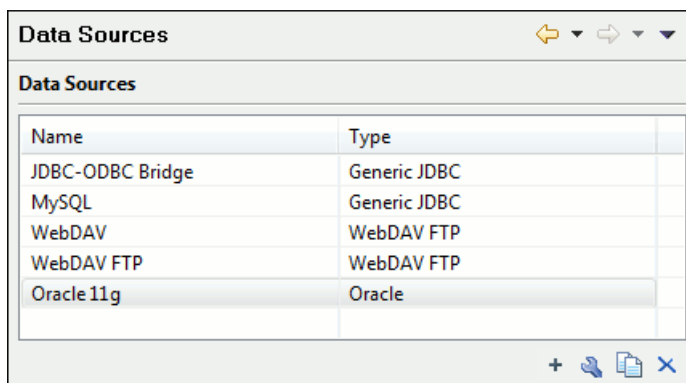 Data Sources
Data Sources
Name Type
JDBC-ODBC Bridge Generic JDBC
MySQL Generic JDBC
WebDAV WebDAV FTP
WebDAV FTP WebDAV FTP
Oracle 11g Oracle